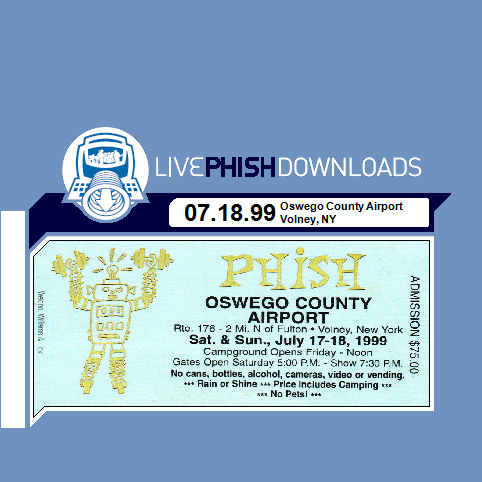 LIVEPHISHDOWNLOADS
07.18.99
Oswego County Airport
Volney, NY
PHiSH
OSWEGO COUNTY
AIRPORT
Rte. 176 - 2 Mi. N of Fulton • Volney, New York
Sat. & Sun., July 17-18, 1999
Campground Opens Friday - Noon
Gates Open Saturday 5:00 P.M. - Show 7:30 P.M.
No cans, bottles, alcohol, cameras, video or vending.
*** Rain or Shine *** Price Includes Camping ***
*** No Pets! ***
ADMISSION $75.00